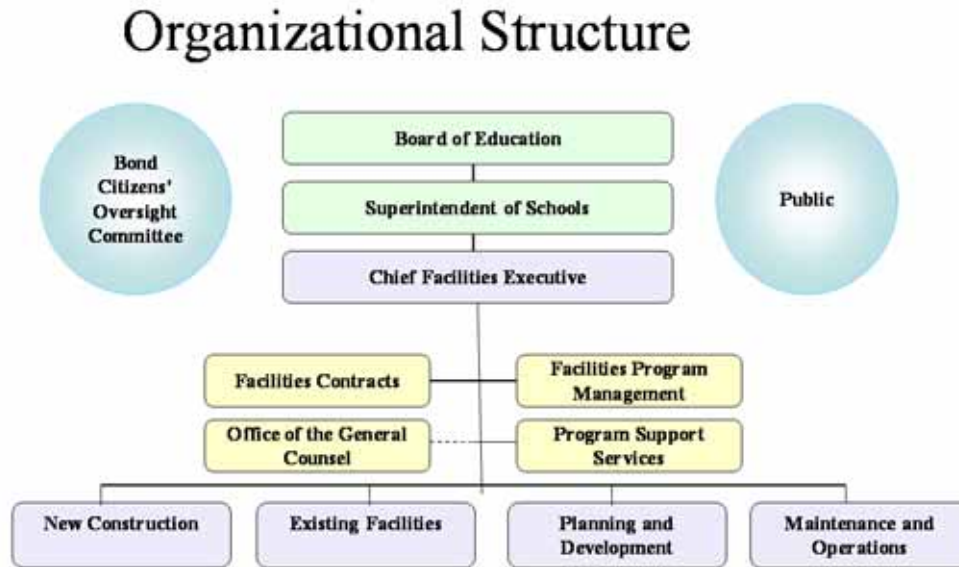 Organizational Structure
Bond
Citizens'
Oversight
Committee
Board of Education
Superintendent of Schools
Chief Facilities Executive
Public
Facilities Contracts
Facilities Program
Management
Office of the General
Counsel
Program Support
Services
New Construction
Existing Facilities
Planning and
Development
Maintenance and
Operations